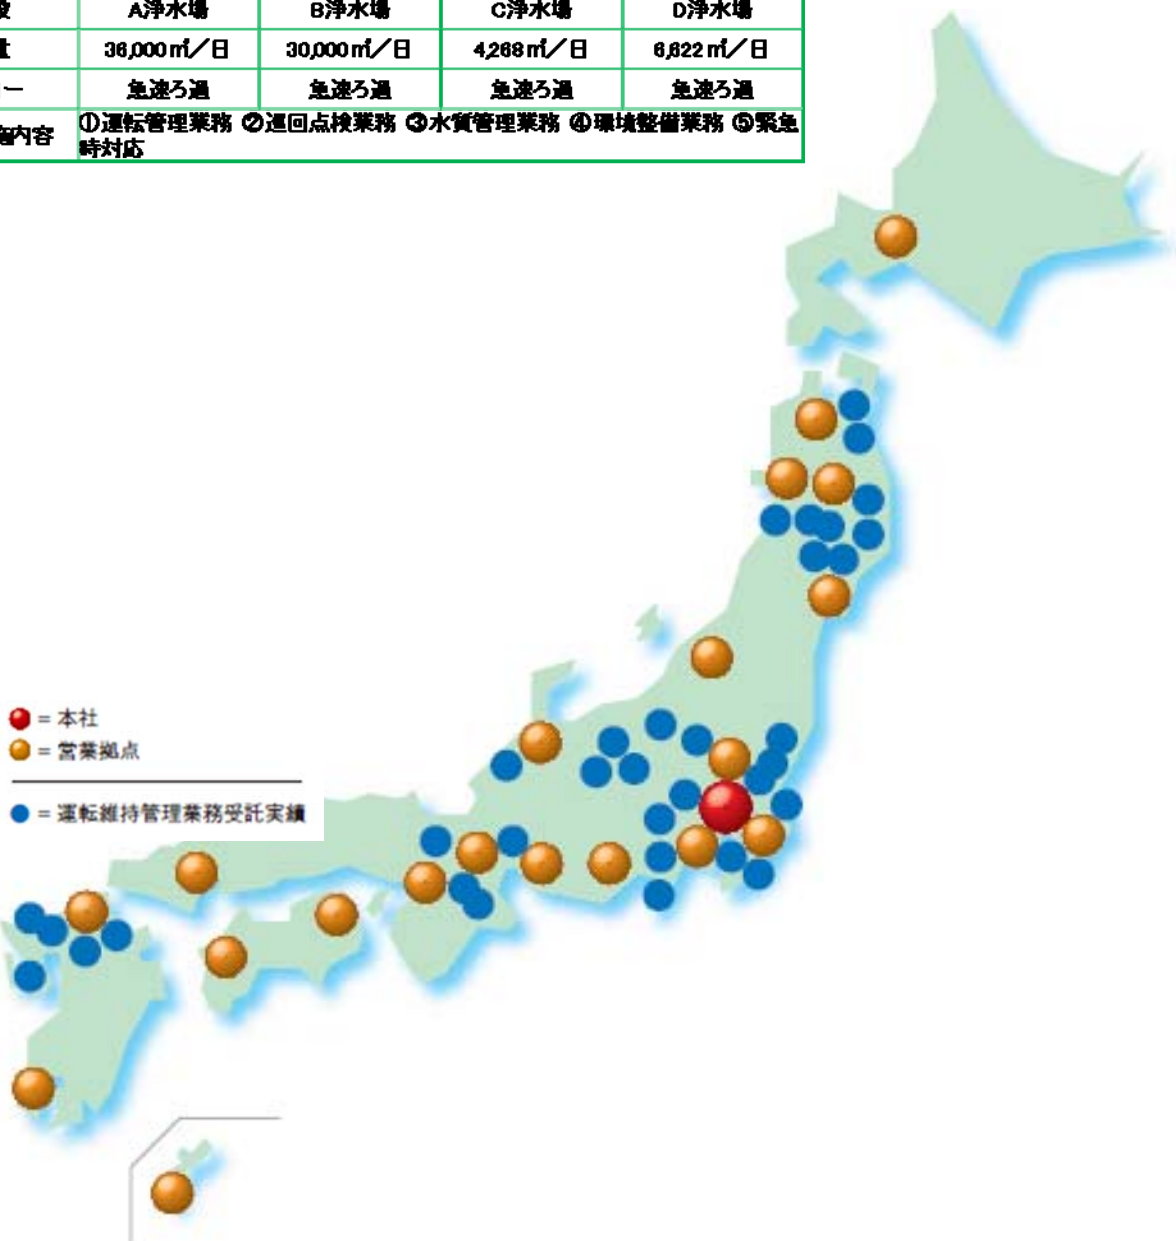 A浄水場 B浄水場 C浄水場 D浄水場
36,000㎥/日 30,000㎥/日 4,268㎥/日 6,622㎥/日
急速ろ過 急速ろ過 急速ろ過 急速ろ過
内容 ①運転管理業務 ②巡回点検業務 ③水質管理業務 ④環境整備業務 ⑤緊急
時対応
= 本社
= 営業拠点
= 運転維持管理業務受託実績